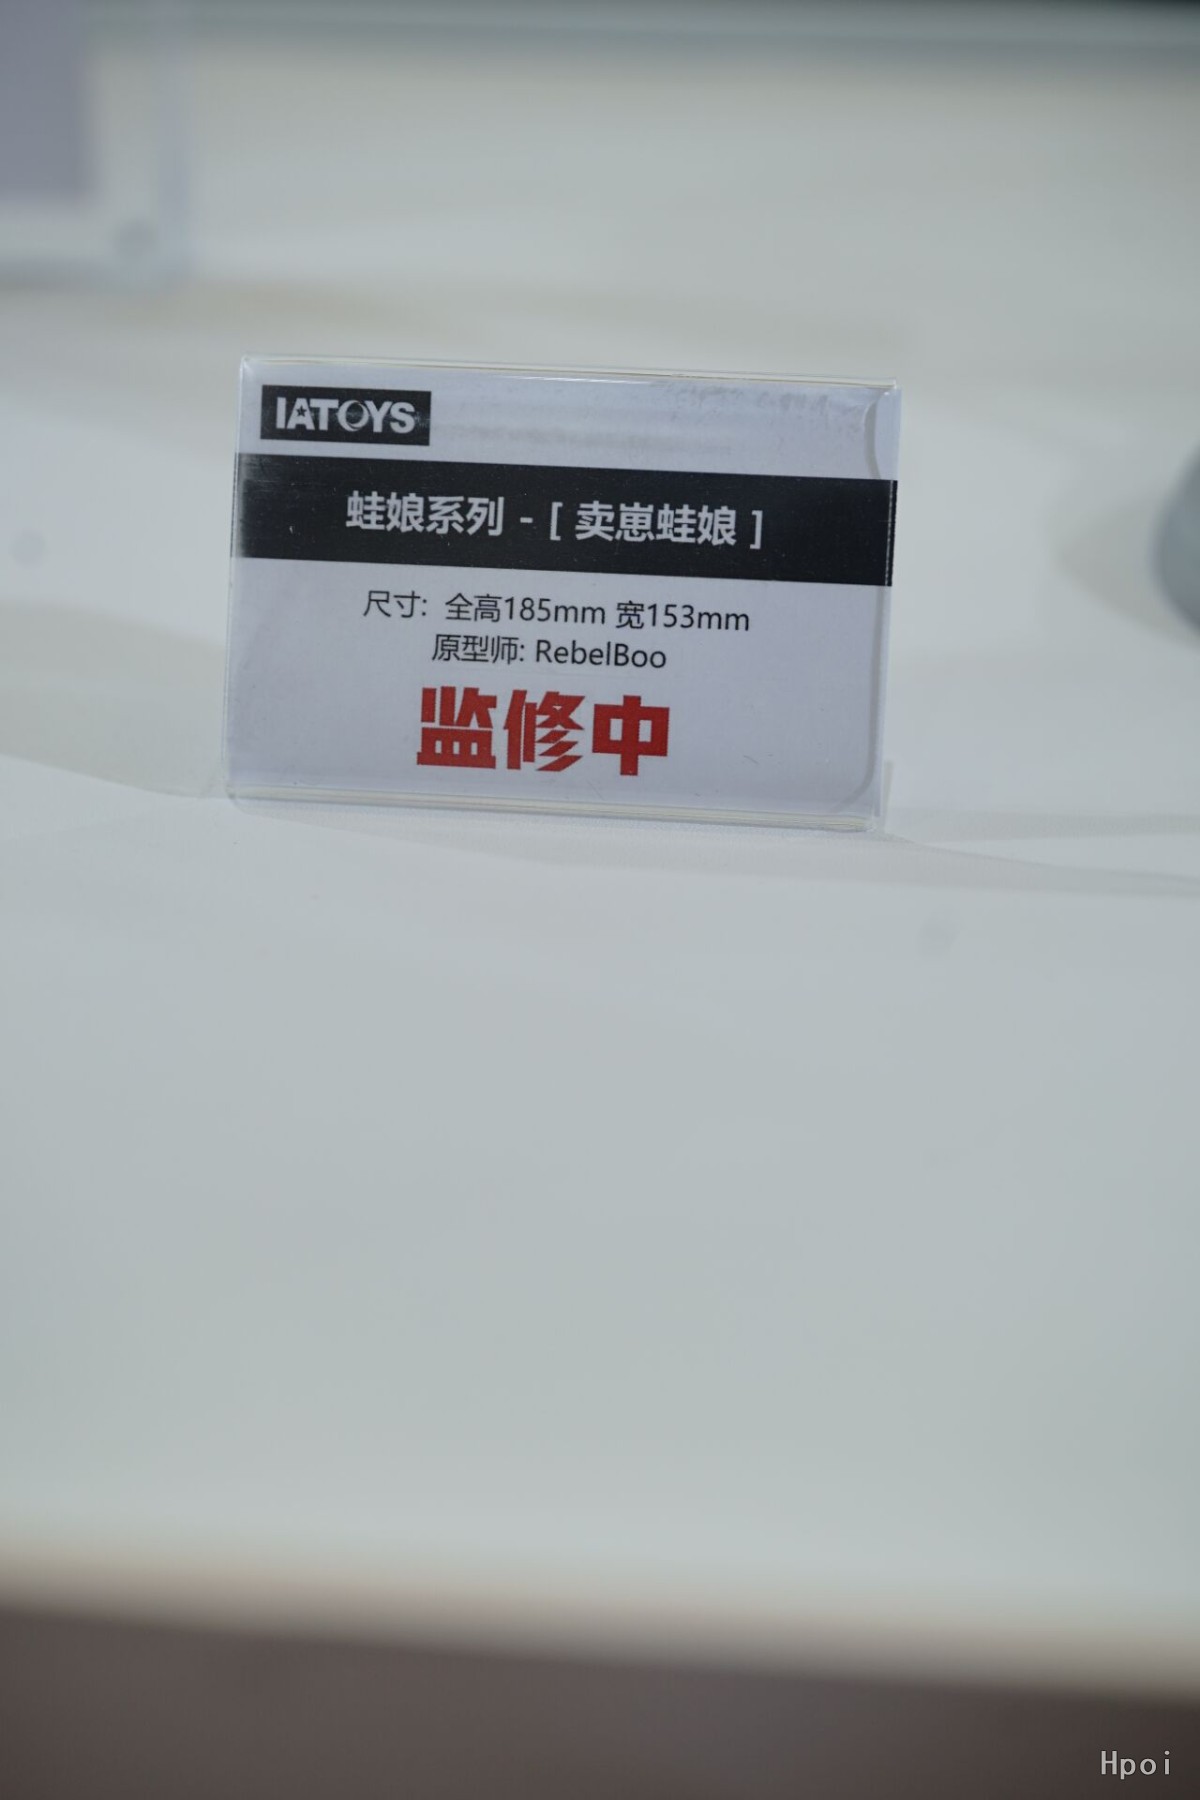 IATOYS
蛙娘系列 - [ 卖崽蛙娘 ]
尺寸: 全高185mm 宽153mm
原型师: RebelBoo
监修中
Hpoi